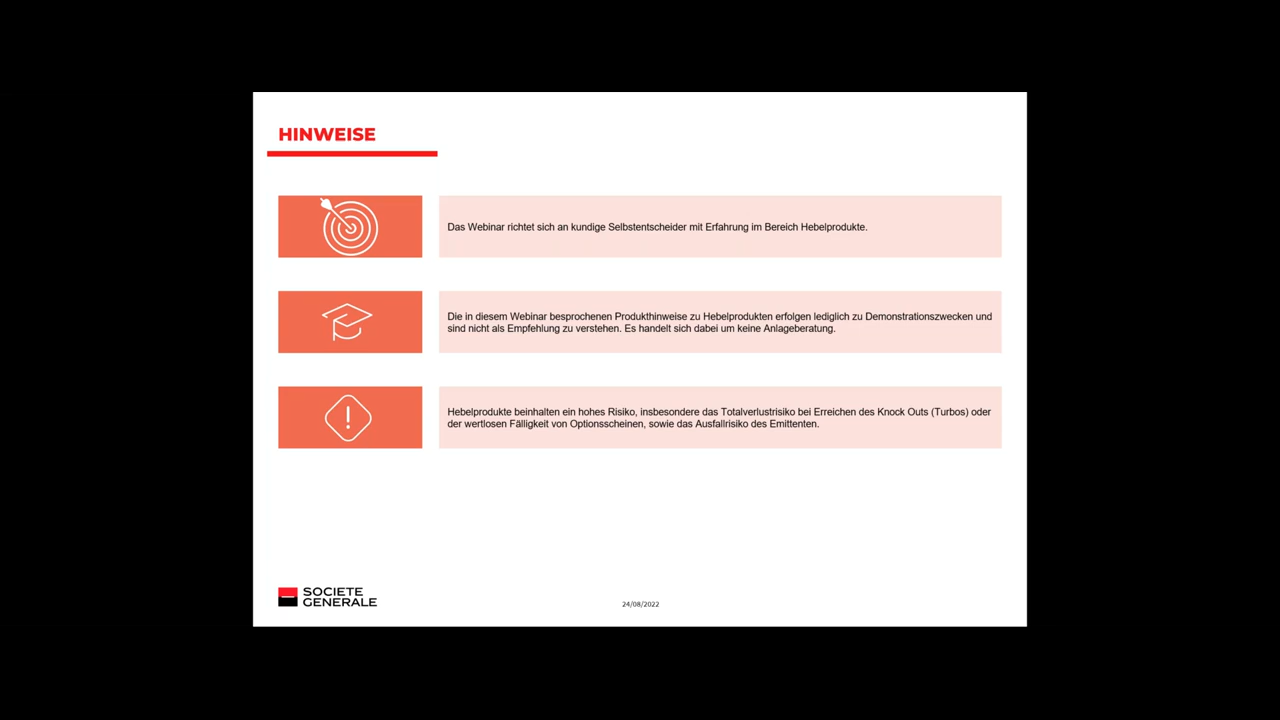 HINWEISE
Das Webinar richtet sich an kundige Selbstentscheider mit Erfahrung im Bereich Hebelprodukte.
Die in diesem Webinar besprochenen Produkthinweise zu Hebelprodukten erfolgen lediglich zu Demonstrationszwecken und
sind nicht als Empfehlung zu verstehen. Es handelt sich dabei um keine Anlageberatung.
Hebelprodukte beinhalten ein hohes Risiko, insbesondere das Totalverlustrisiko bei Erreichen des Knock Outs (Turbos) oder
der wertlosen Fälligkeit von Optionsscheinen, sowie das Ausfallrisiko des Emittenten.
SOCIETE
GENERALE
24/08/2022